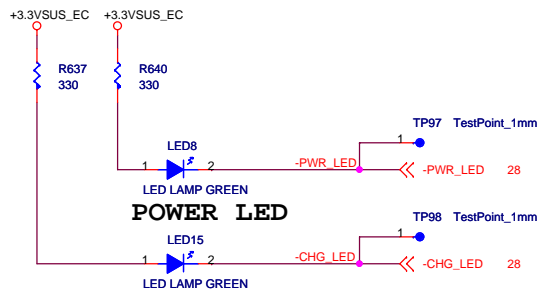 +3.3VSUS_EC +3.3VSUS_EC
R637 R640
330 330
TP97 TestPoint_1mm
1
LED8
1 2 -PWR_LED -PWR_LED 28
LED LAMP GREEN
POWER LED
TP98 TestPoint_1mm
1
LED15
1 2 -CHG_LED -CHG_LED 28
LED LAMP GREEN